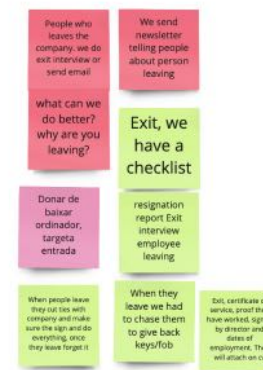 People who
leaves the
company. we do
exit interview or
send email
We send
newsletter
telling people
about person
leaving
what can we
do better?
why are you
leaving?
Exit, we
have a
checklist
Donar de
baixar
ordinador,
targeta
entrada
resignation
report Exit
interview
employee
leaving
When people leave
they cut ties with
company and make
sure the sign and do
everything, once
they leave forget it
When they
leave we had
to chase them
to give back
keys/fob
Exit, certificate o
service, proof the
have worked, sign
by director and
dates of
employment. Th
will attach on c